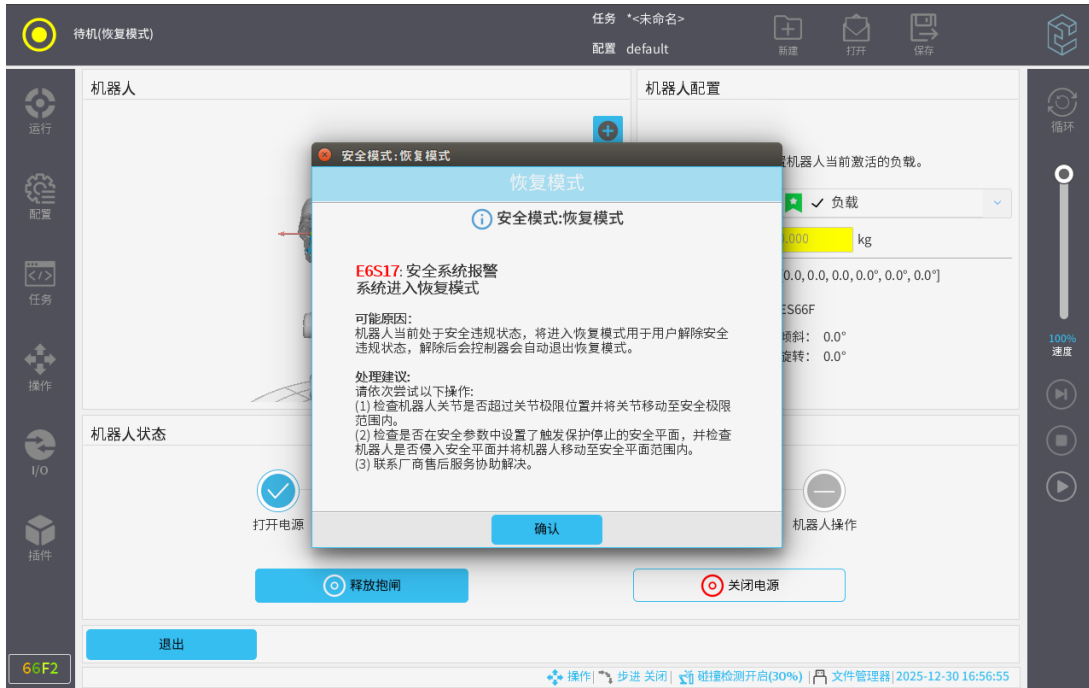 待机(恢复模式)
任务 *<未命名>
配置 default
新建
打开
保存
运行
配置
任务
操作
I/O
插件
66F2
机器人
机器人配置
机器人当前激活的负载。
负载
.000 kg
0.0, 0.0, 0.0, 0.0°, 0.0°, 0.0°]
ES66F
倾斜: 0.0°
旋转: 0.0°
循环
100%
速度
安全模式:恢复模式
恢复模式
安全模式:恢复模式
E6S17: 安全系统报警
系统进入恢复模式
可能原因:
机器人当前处于安全违规状态，将进入恢复模式用于用户解除安全
违规状态，解除后会控制器会自动退出恢复模式。
处理建议:
请依次尝试以下操作:
(1) 检查机器人关节是否超过关节极限位置并将关节移动至安全极限
范围内。
(2) 检查是否在安全参数中设置了触发保护停止的安全平面，并检查
机器人是否侵入安全平面并将机器人移动至安全平面范围内。
(3) 联系厂商售后服务协助解决。
确认
机器人状态
打开电源
机器人操作
释放抱闸
关闭电源
退出
操作| 步进 关闭| 碰撞检测开启(30%) | 文件管理器| 2025-12-30 16:56:55